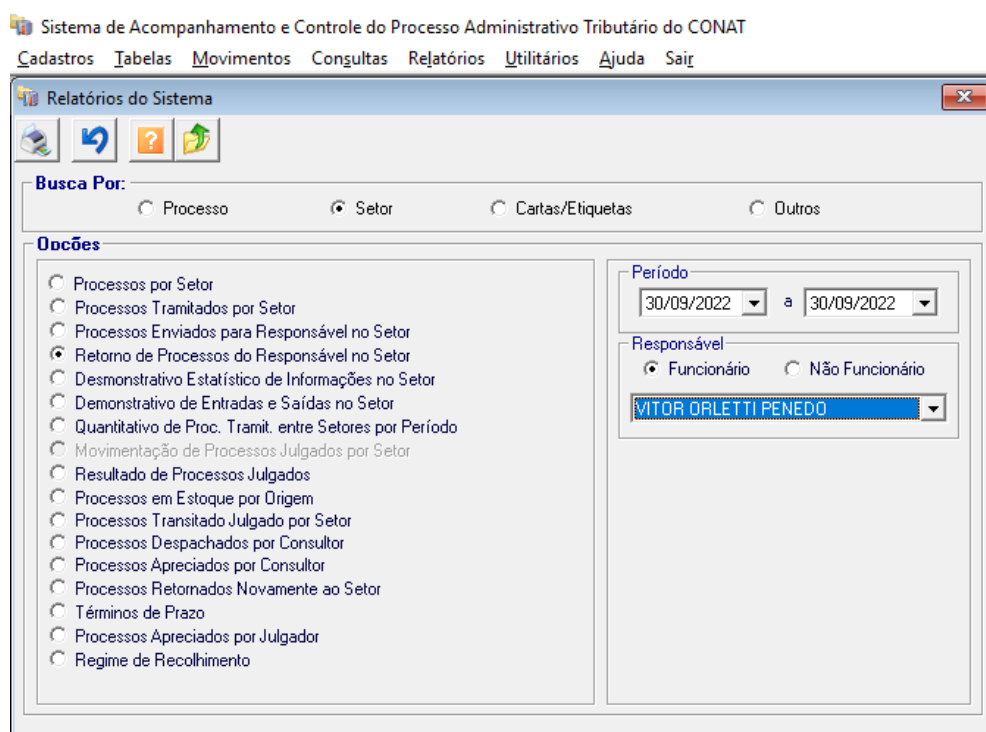 Sistema de Acompanhamento e Controle do Processo Administrativo Tributário do CONAT
Cadastros Tabelas Movimentos Consultas Relatórios Utilitários Ajuda Sair
Relatórios do Sistema
Busca Por:
Processo Setor Cartas/Etiquetas Outros
Opções
Processos por Setor
Processos Tramitados por Setor
Processos Enviados para Responsável no Setor
Retorno de Processos do Responsável no Setor
Desmonstrativo Estatístico de Informações no Setor
Demonstrativo de Entradas e Saídas no Setor
Quantitativo de Proc. Tramit. entre Setores por Período
Movimentação de Processos Julgados por Setor
Resultado de Processos Julgados
Processos em Estoque por Origem
Processos Transitado Julgado por Setor
Processos Despachados por Consultor
Processos Apreciados por Consultor
Processos Retornados Novamente ao Setor
Términos de Prazo
Processos Apreciados por Julgador
Regime de Recolhimento
Período
30/09/2022 a 30/09/2022
Responsável
Funcionário Não Funcionário
VITOR ORLETTI PENEDO